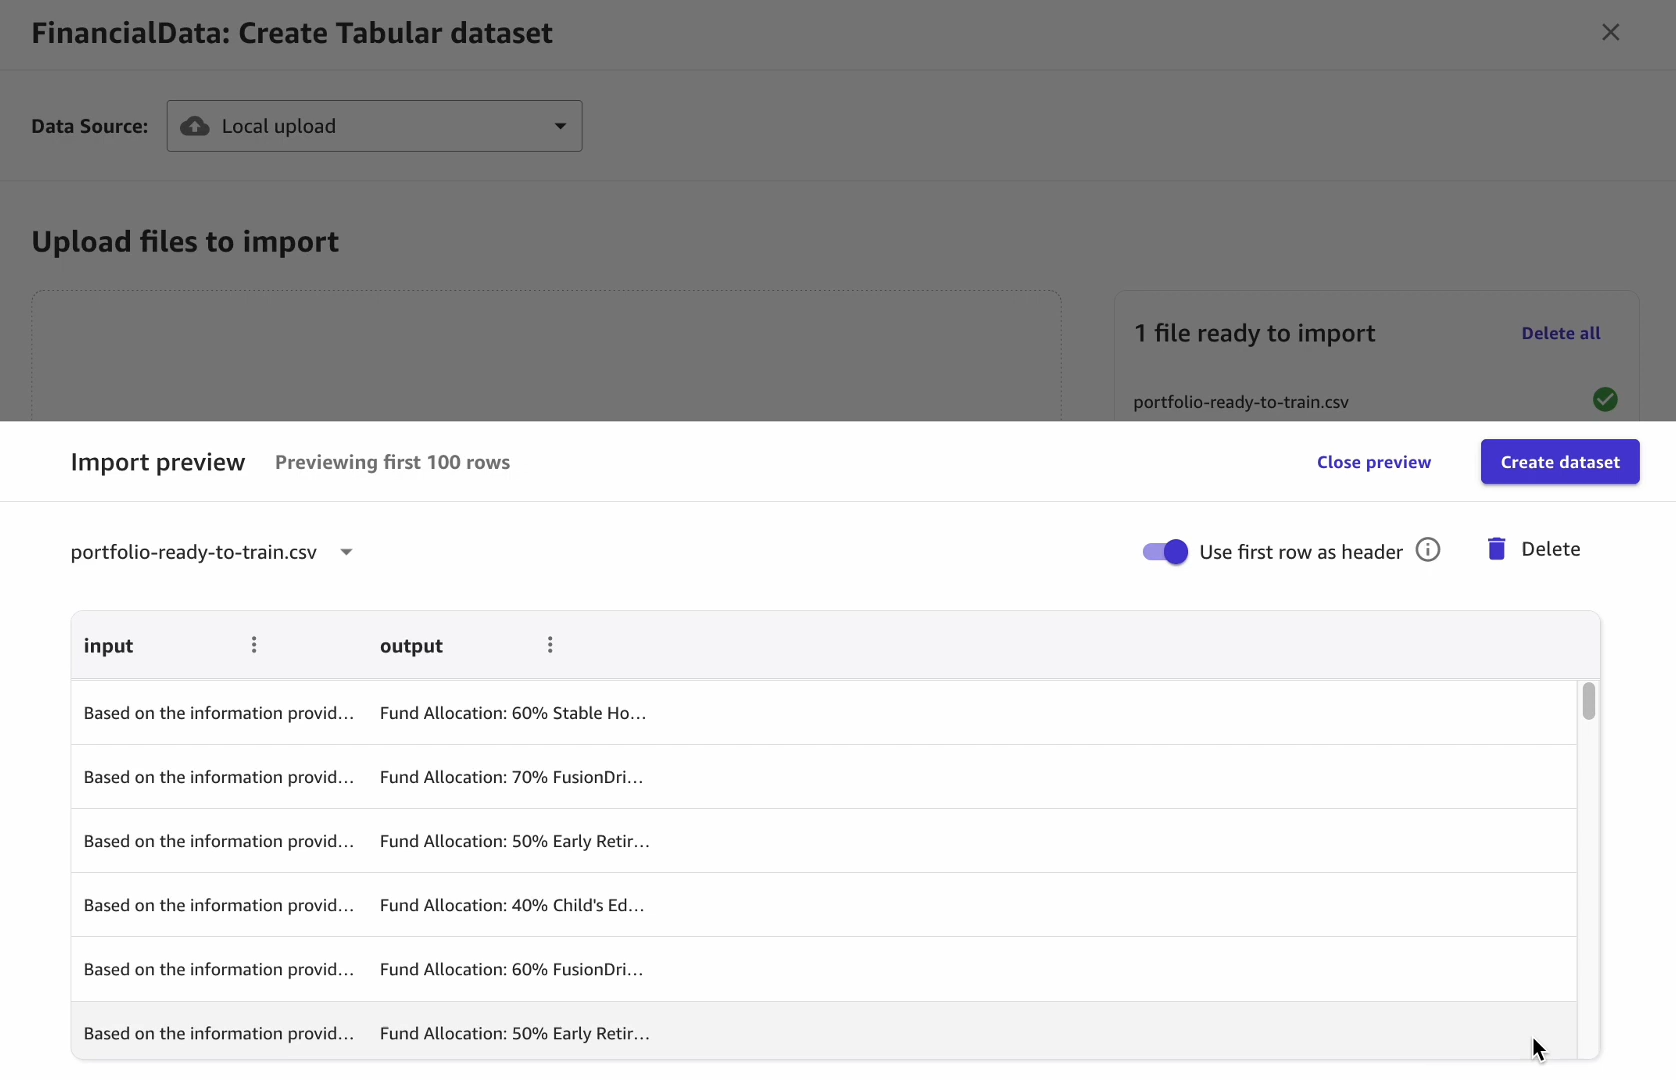 FinancialData: Create Tabular dataset
Data Source: Local upload
Upload files to import
1 file ready to import Delete all
portfolio-ready-to-train.csv
Import preview Previewing first 100 rows Close preview Create dataset
portfolio-ready-to-train.csv Use first row as header Delete
input output
Based on the information provid... Fund Allocation: 60% Stable Ho...
Based on the information provid... Fund Allocation: 70% FusionDri...
Based on the information provid... Fund Allocation: 50% Early Retir...
Based on the information provid... Fund Allocation: 40% Child's Ed...
Based on the information provid... Fund Allocation: 60% FusionDri...
Based on the information provid... Fund Allocation: 50% Early Retir...